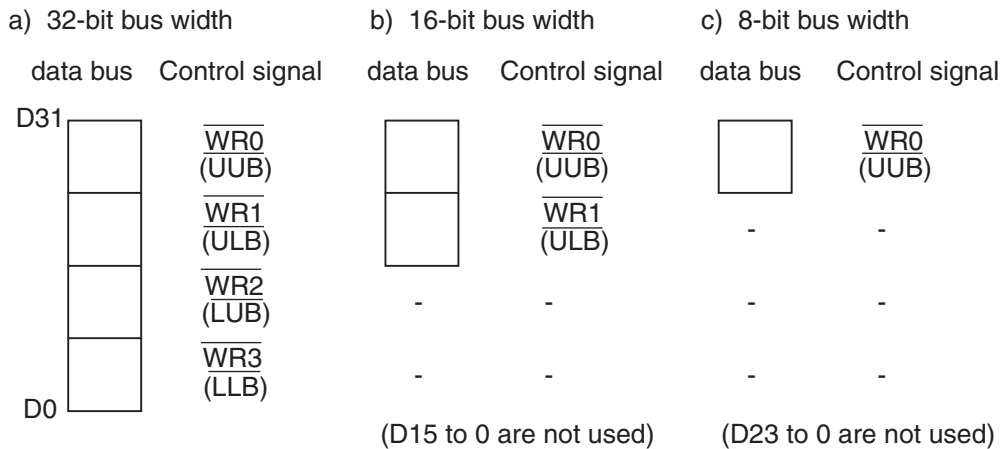 a) 32-bit bus width b) 16-bit bus width c) 8-bit bus width
data bus Control signal data bus Control signal data bus Control signal
D31
WR0 WR0 WR0
(UUB) (UUB) (UUB)
WR1 WR1
(ULB) (ULB) - -
WR2
(LUB) - - - -
WR3
(LLB) - - - -
D0
(D15 to 0 are not used) (D23 to 0 are not used)